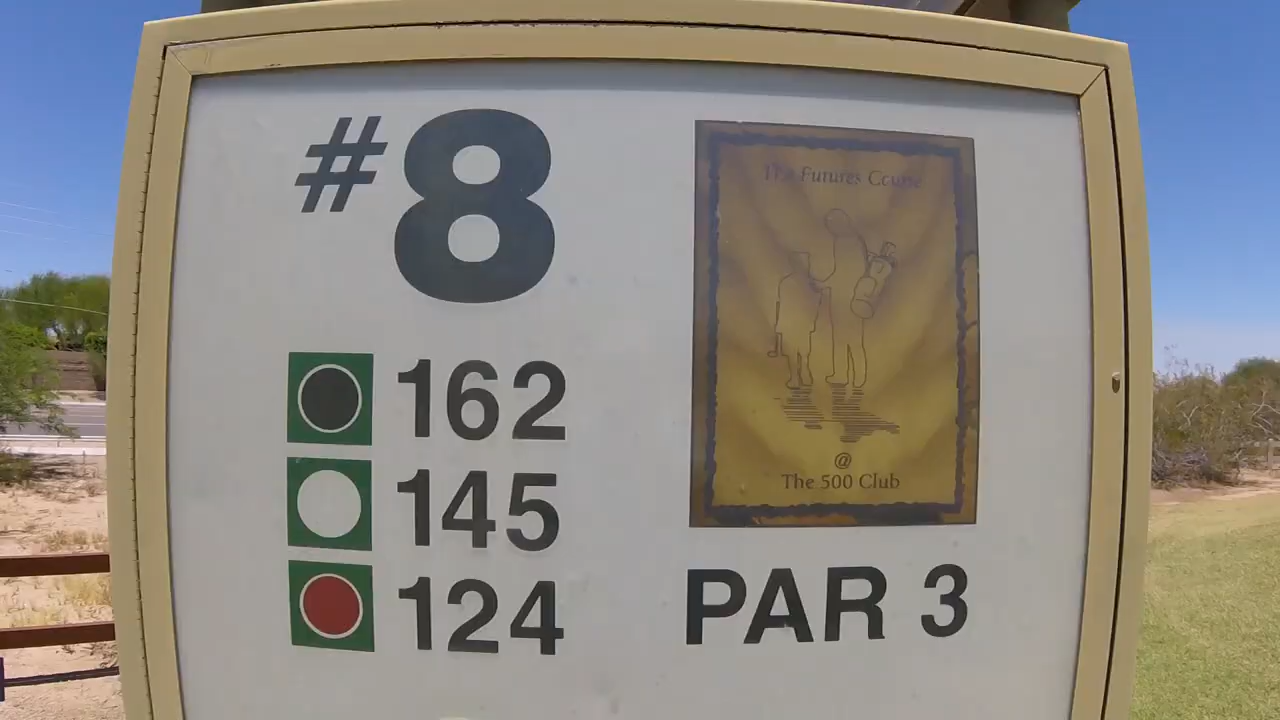 #8
162
145
124
The Futures Course
@
The 500 Club
PAR 3